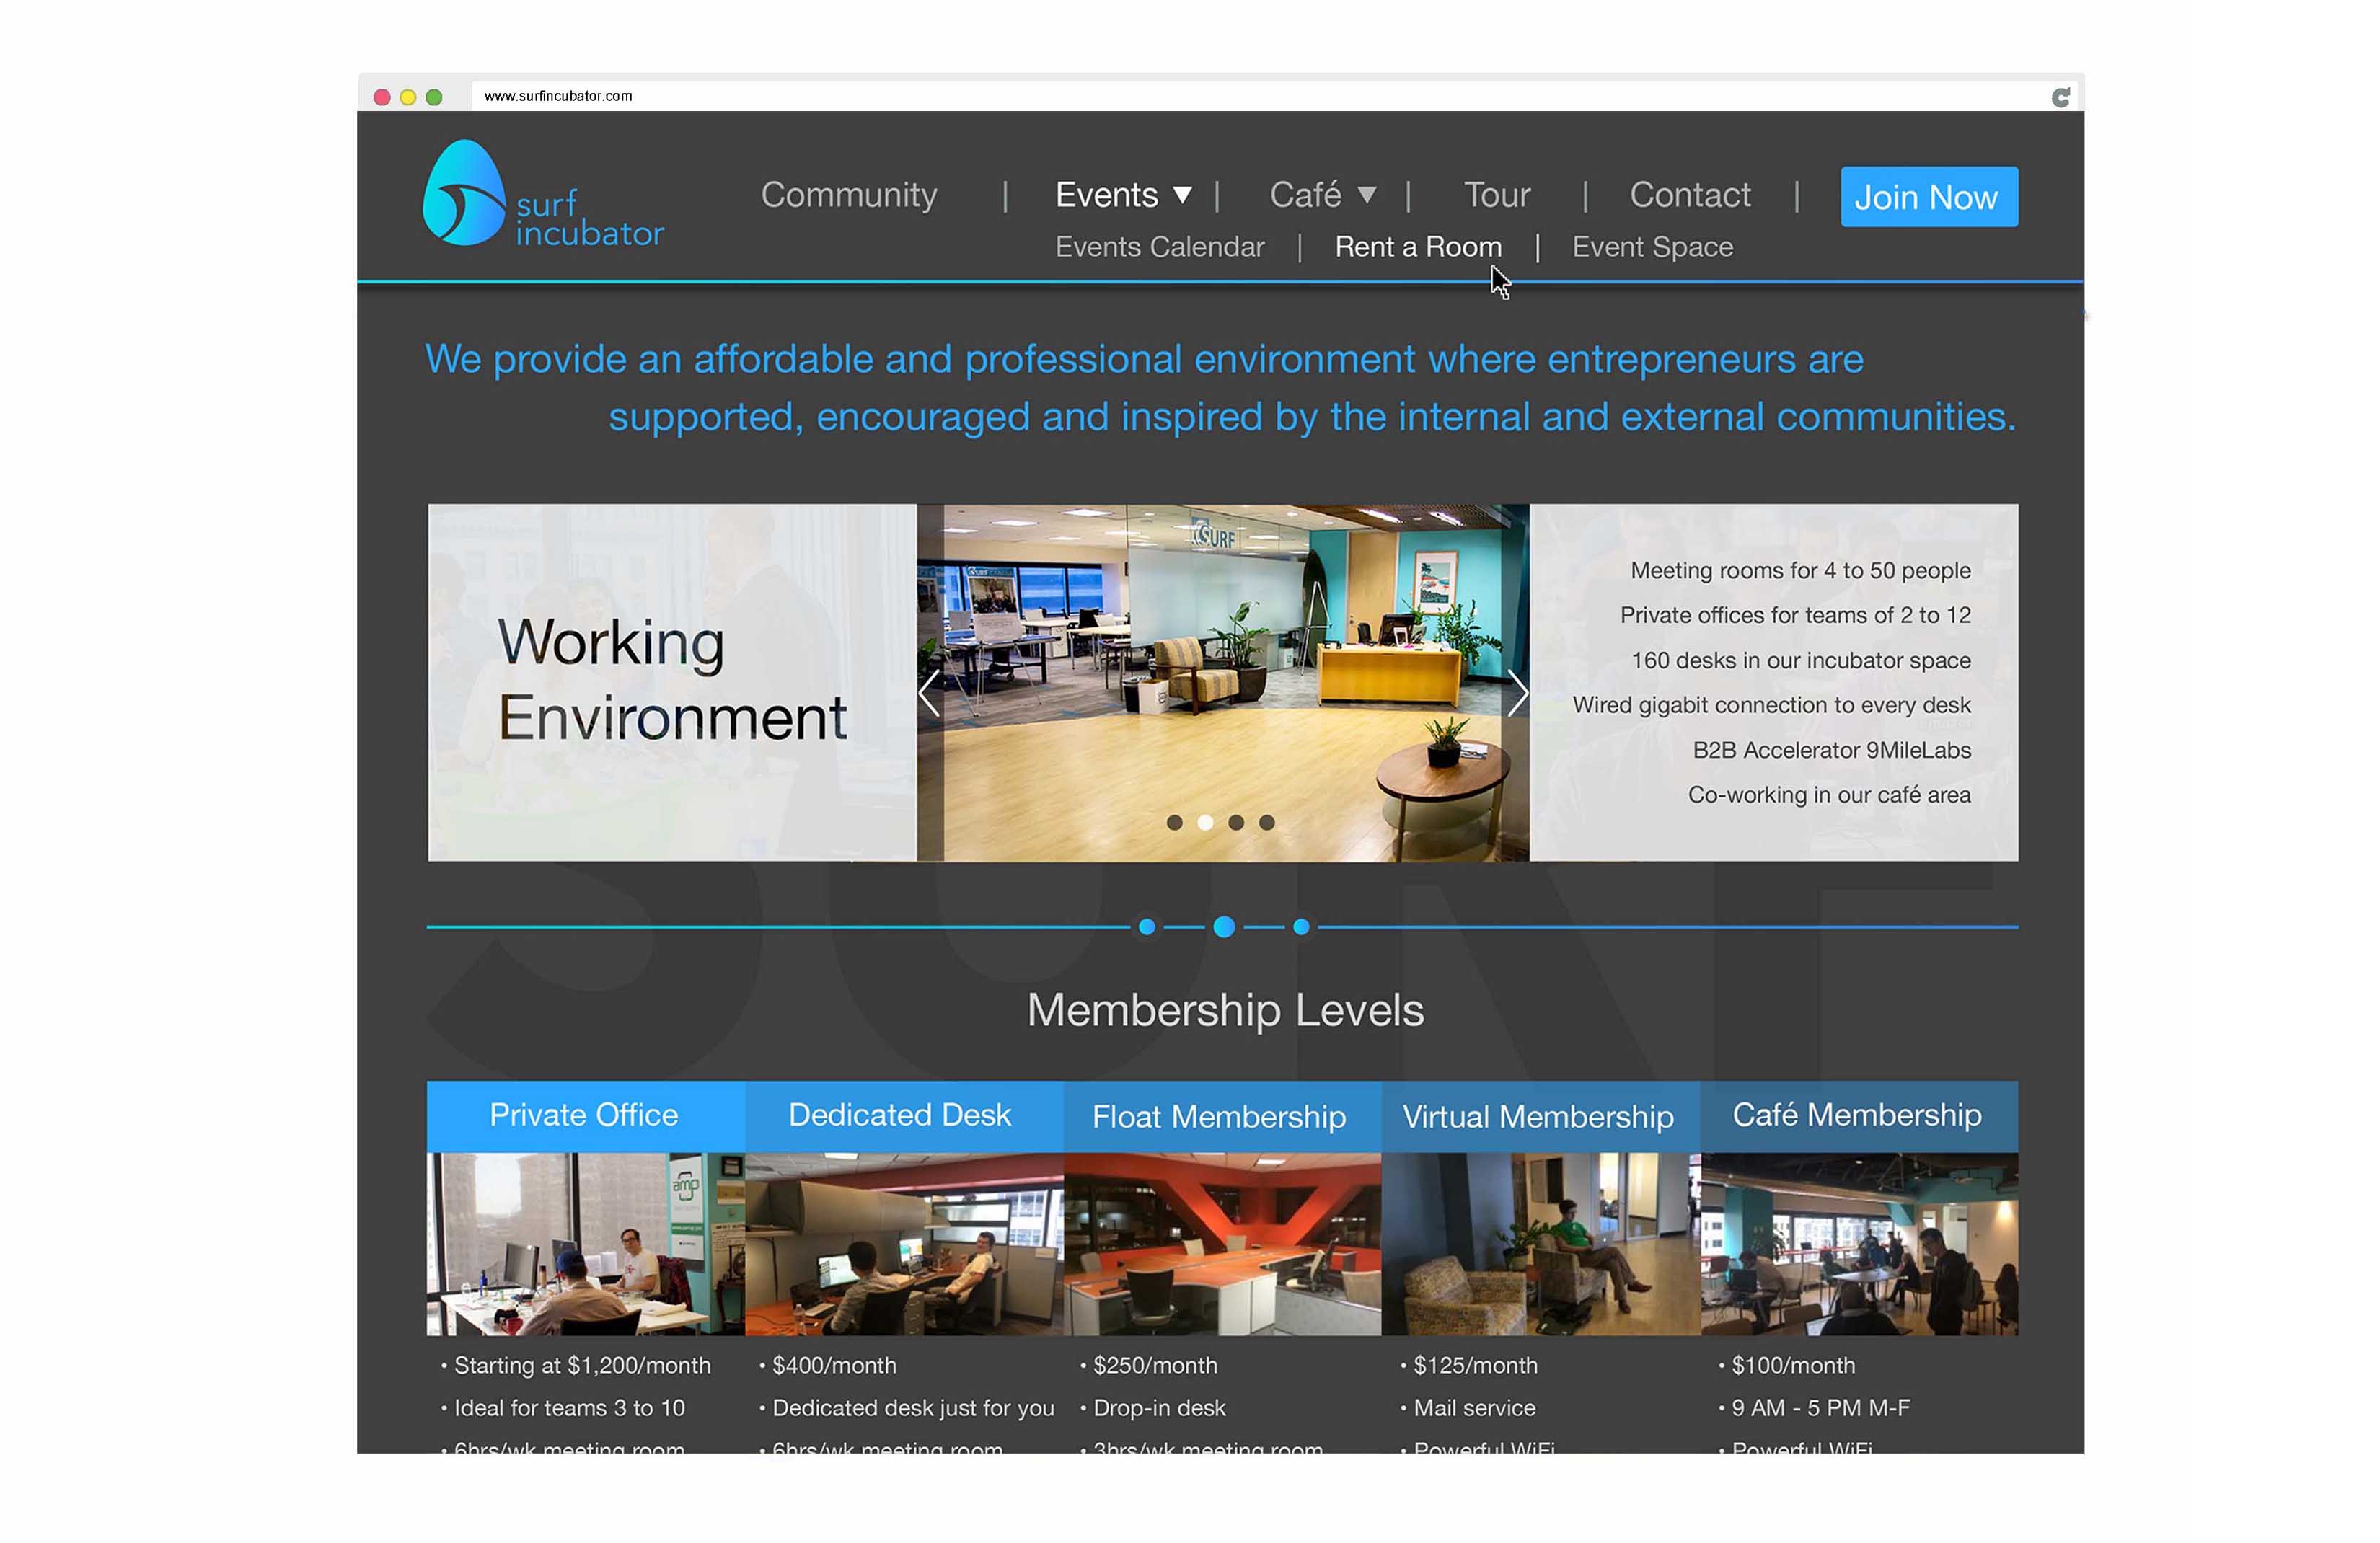 www.surfincubator.com
surf
incubator
Community | Events ▼ | Café ▼ | Tour | Contact | Join Now
Events Calendar | Rent a Room | Event Space
We provide an affordable and professional environment where entrepreneurs are
supported, encouraged and inspired by the internal and external communities.
Working
Environment
SURF
Meeting rooms for 4 to 50 people
Private offices for teams of 2 to 12
160 desks in our incubator space
Wired gigabit connection to every desk
B2B Accelerator 9MileLabs
Co-working in our café area
SURF
Membership Levels
Private Office
Dedicated Desk
Float Membership
Virtual Membership
Café Membership
amp
• Starting at $1,200/month
• Ideal for teams 3 to 10
• 6hrs/wk meeting room
• $400/month
• Dedicated desk just for you
• 6hrs/wk meeting room
• $250/month
• Drop-in desk
• 3hrs/wk meeting room
• $125/month
• Mail service
• Powerful WiFi
• $100/month
• 9 AM - 5 PM M-F
• Powerful WiFi